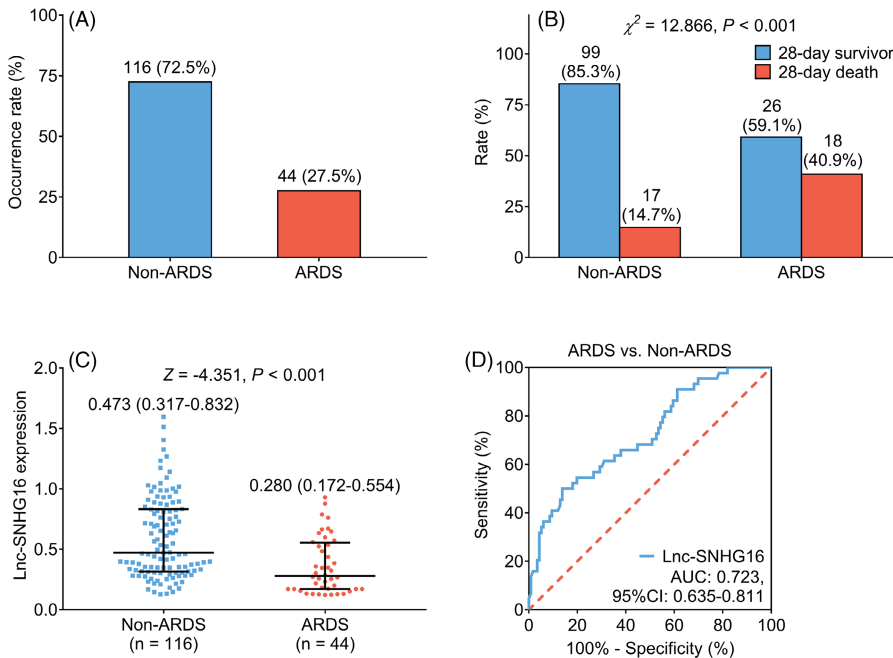 (A)
Occurrence rate (%)
100
75
50
25
0
116 (72.5%)
44 (27.5%)
Non-ARDS
ARDS
(B)
χ² = 12.866, P < 0.001
28-day survivor
28-day death
Rate (%)
100
75
50
25
0
99
(85.3%)
17
(14.7%)
26
(59.1%)
18
(40.9%)
Non-ARDS
ARDS
(C)
Z = -4.351, P < 0.001
Lnc-SNHG16 expression
2.0
1.5
1.0
0.5
0.0
0.473 (0.317-0.832)
0.280 (0.172-0.554)
Non-ARDS
(n = 116)
ARDS
(n = 44)
(D)
ARDS vs. Non-ARDS
Sensitivity (%)
100
80
60
40
20
0
Lnc-SNHG16
AUC: 0.723,
95%CI: 0.635-0.811
0
20
40
60
80
100
100% - Specificity (%)